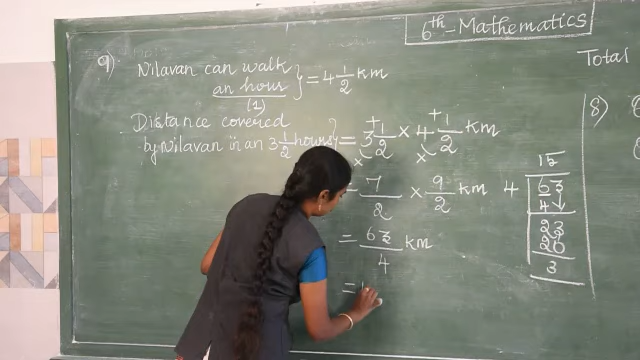 6th - Mathematics
Total
9) Nilavan can walk
an hour } = 4 1/2 km
(1)
Distance covered
by Nilavan in an 3 1/2 hours } = 3 1/2 × 4 1/2 km
= 7/2 × 9/2 km
= 63/4 km
=
15
4 63
4
23
20
3
8)